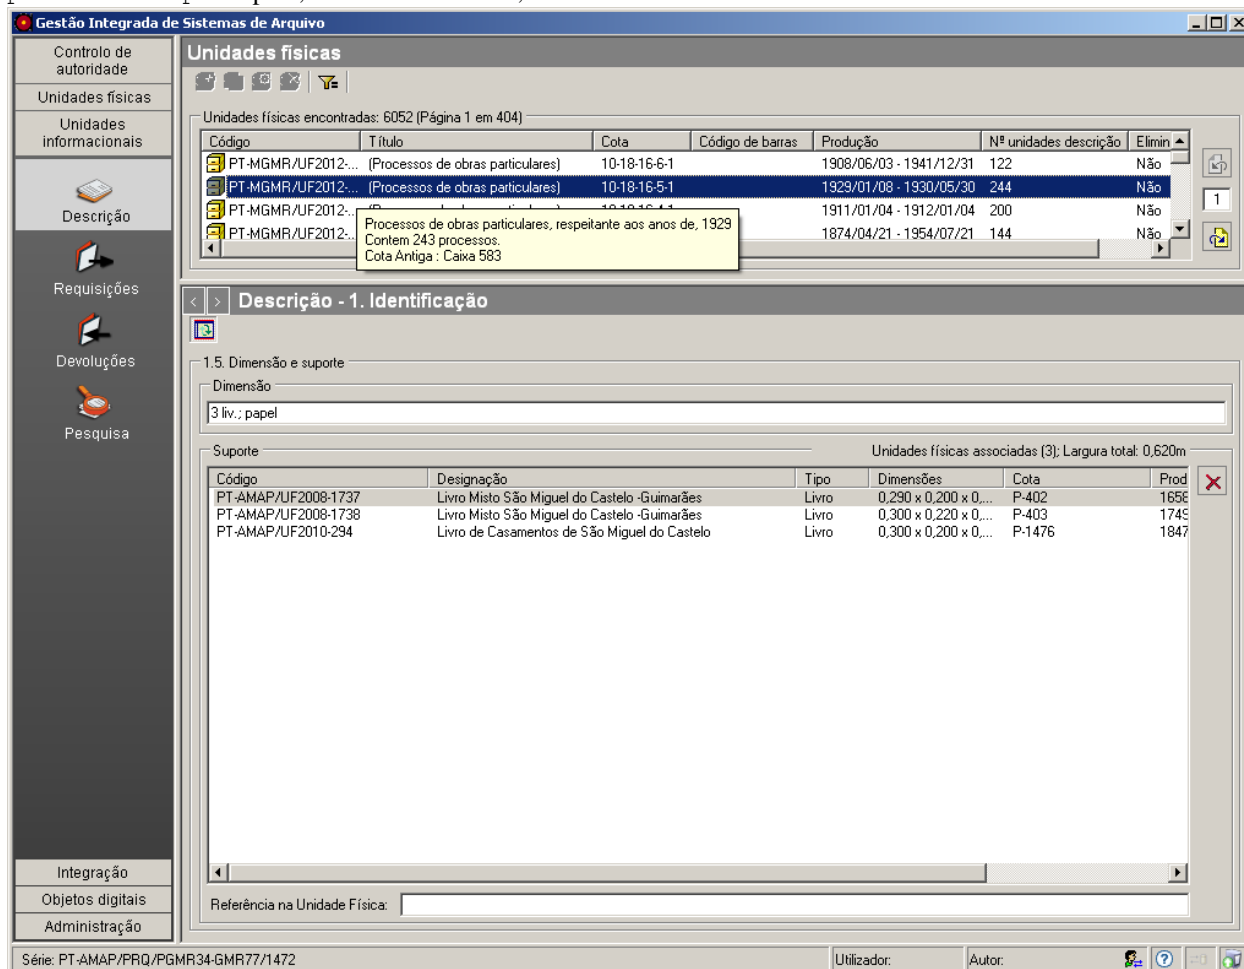 Gestão Integrada de Sistemas de Arquivo
Controlo de autoridade
Unidades físicas
Unidades informacionais
Descrição
Requisições
Devoluções
Pesquisa
Integração
Objetos digitais
Administração
Unidades físicas
Unidades físicas encontradas: 6052 (Página 1 em 404)
Código Título Cota Código de barras Produção Nº unidades descrição Elimin
PT-MGMR/UF2012-... (Processos de obras particulares) 10-18-16-6-1 1908/06/03 - 1941/12/31 122 Não
PT-MGMR/UF2012-... (Processos de obras particulares) 10-18-16-5-1 1929/01/08 - 1930/05/30 244 Não
PT-MGMR/UF2012-... 1911/01/04 - 1912/01/04 200 Não
PT-MGMR/UF2012-... 1874/04/21 - 1954/07/21 144 Não
Processos de obras particulares, respeitante aos anos de, 1929
Contem 243 processos.
Cota Antiga : Caixa 583
1
Descrição - 1. Identificação
1.5. Dimensão e suporte
Dimensão
3 liv.; papel
Suporte Unidades físicas associadas (3); Largura total: 0,620m
Código Designação Tipo Dimensões Cota Prod
PT-AMAP/UF2008-1737 Livro Misto São Miguel do Castelo -Guimarães Livro 0,290 x 0,200 x 0,... P-402 1658
PT-AMAP/UF2008-1738 Livro Misto São Miguel do Castelo -Guimarães Livro 0,300 x 0,220 x 0,... P-403 1749
PT-AMAP/UF2010-294 Livro de Casamentos de São Miguel do Castelo Livro 0,300 x 0,200 x 0,... P-1476 1847
Referência na Unidade Física:
Série: PT-AMAP/PRQ/PGMR34-GMR77/1472 Utilizador: Autor: